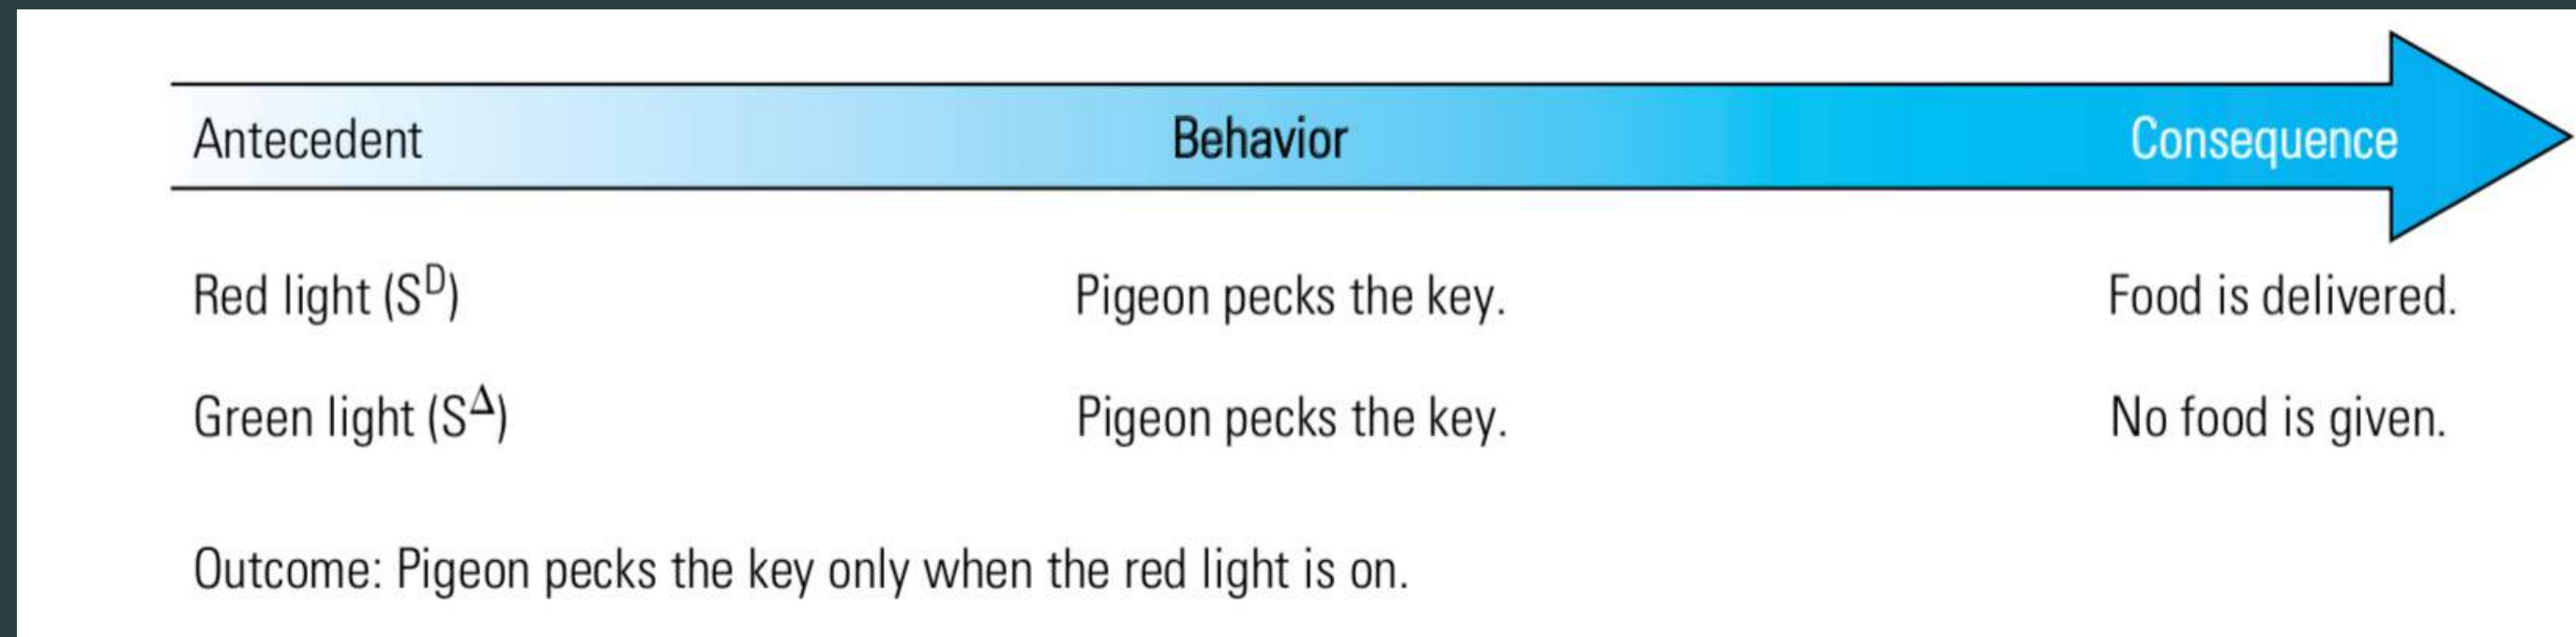 Antecedent Behavior Consequence
Red light (Sᴰ) Pigeon pecks the key. Food is delivered.
Green light (S^Δ) Pigeon pecks the key. No food is given.
Outcome: Pigeon pecks the key only when the red light is on.